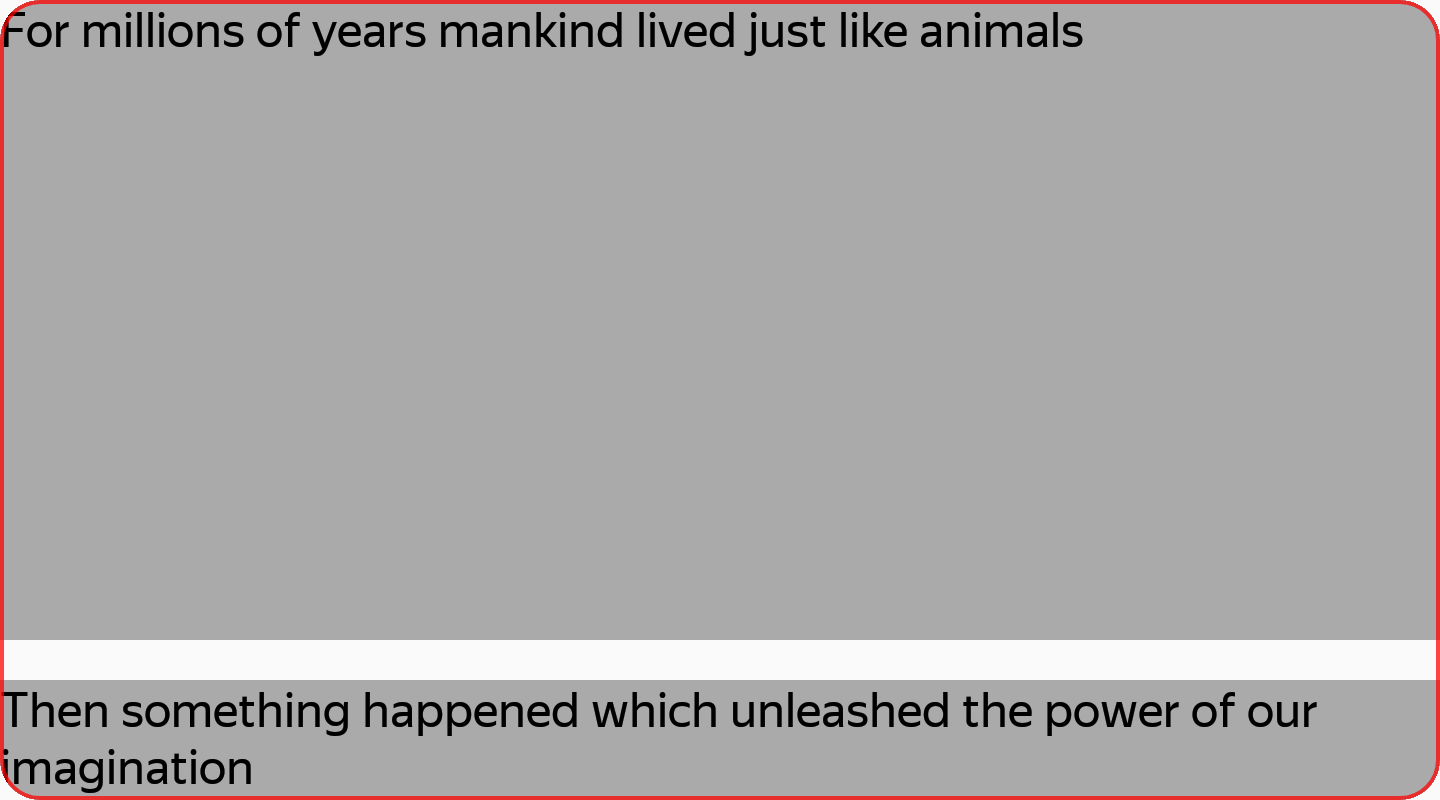 For millions of years mankind lived just like animals
Then something happened which unleashed the power of our
imagination